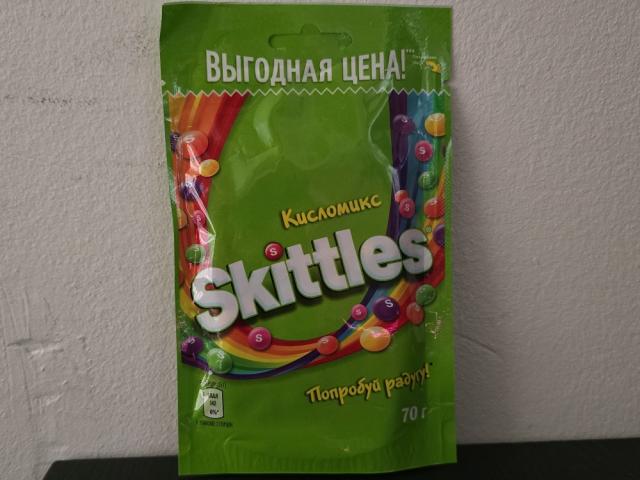 ВЫГОДНАЯ ЦЕНА!***
Кисломикс
Skittles
Попробуй радугу!*
70 г